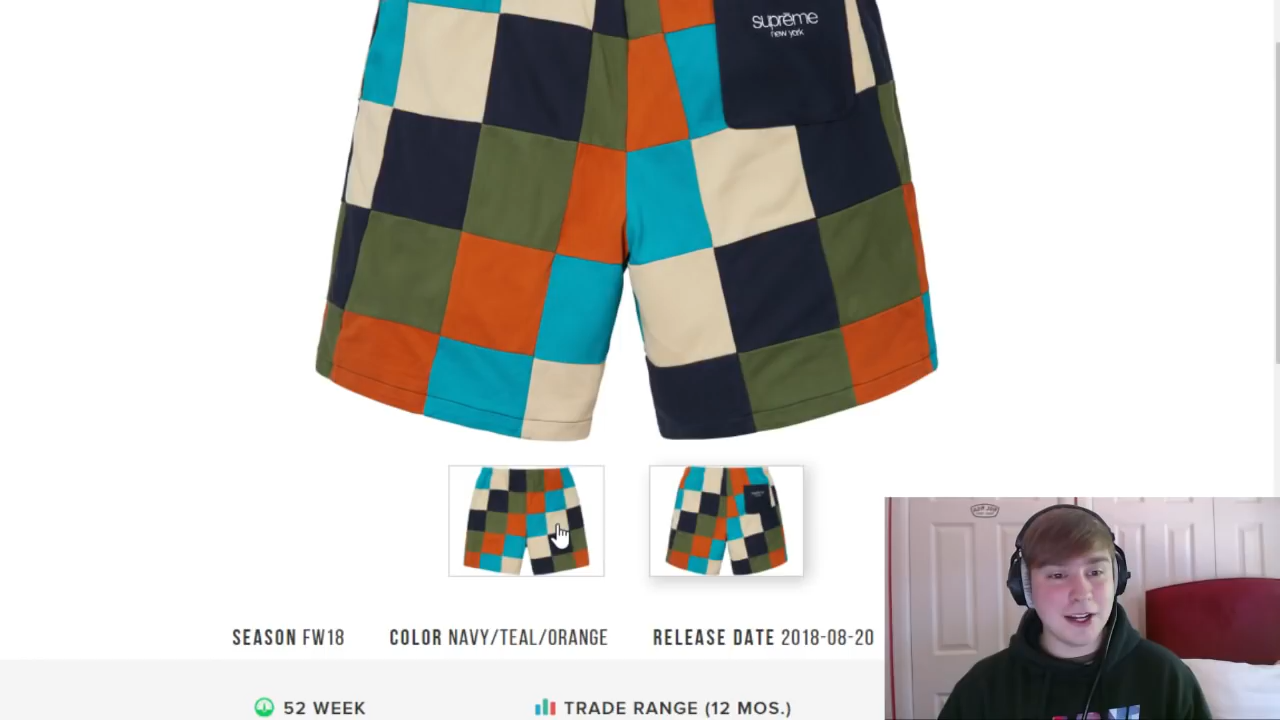 suprēme
new york
SEASON FW18 COLOR NAVY/TEAL/ORANGE RELEASE DATE 2018-08-20
52 WEEK TRADE RANGE (12 MOS.)